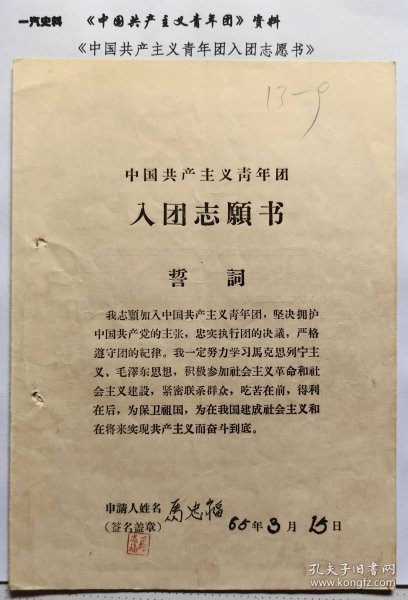 一汽史料 《中国共产主义青年团》资料
《中国共产主义青年团入团志愿书》
13-9
中国共产主义靑年团
入团志願书
誓詞
我志願加入中国共产主义青年团，坚决拥护
中国共产党的主张，忠实执行团的决議，严格
遵守团的紀律。我一定努力学习馬克思列宁主
义、毛澤东思想，积极参加社会主义革命和社
会主义建設，紧密联系群众，吃苦在前，得利
在后，为保卫祖国，为在我国建成社会主义和
在将来实现共产主义而奋斗到底。
申請人姓名
(签名盖章)
65年3月15日
孔夫子旧书网
www.kongfz.com